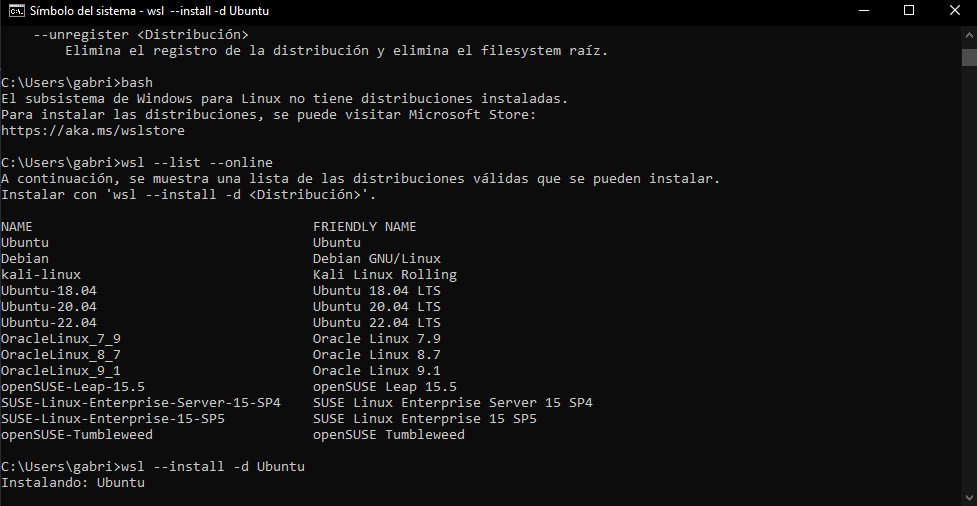 Símbolo del sistema - wsl  --install -d Ubuntu
    --unregister <Distribución>
        Elimina el registro de la distribución y elimina el filesystem raíz.
C:\Users\gabri>bash
El subsistema de Windows para Linux no tiene distribuciones instaladas.
Para instalar las distribuciones, se puede visitar Microsoft Store:
https://aka.ms/wslstore
C:\Users\gabri>wsl --list --online
A continuación, se muestra una lista de las distribuciones válidas que se pueden instalar.
Instalar con 'wsl --install -d <Distribución>'.
NAME                                   FRIENDLY NAME
Ubuntu                                 Ubuntu
Debian                                 Debian GNU/Linux
kali-linux                             Kali Linux Rolling
Ubuntu-18.04                           Ubuntu 18.04 LTS
Ubuntu-20.04                           Ubuntu 20.04 LTS
Ubuntu-22.04                           Ubuntu 22.04 LTS
OracleLinux_7_9                        Oracle Linux 7.9
OracleLinux_8_7                        Oracle Linux 8.7
OracleLinux_9_1                        Oracle Linux 9.1
openSUSE-Leap-15.5                     openSUSE Leap 15.5
SUSE-Linux-Enterprise-Server-15-SP4    SUSE Linux Enterprise Server 15 SP4
SUSE-Linux-Enterprise-15-SP5           SUSE Linux Enterprise 15 SP5
openSUSE-Tumbleweed                    openSUSE Tumbleweed
C:\Users\gabri>wsl --install -d Ubuntu
Instalando: Ubuntu